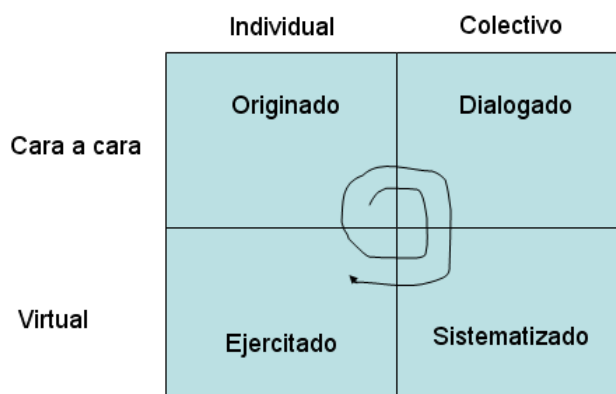 Individual
Colectivo
Originado
Dialogado
Cara a cara
Virtual
Ejercitado
Sistematizado